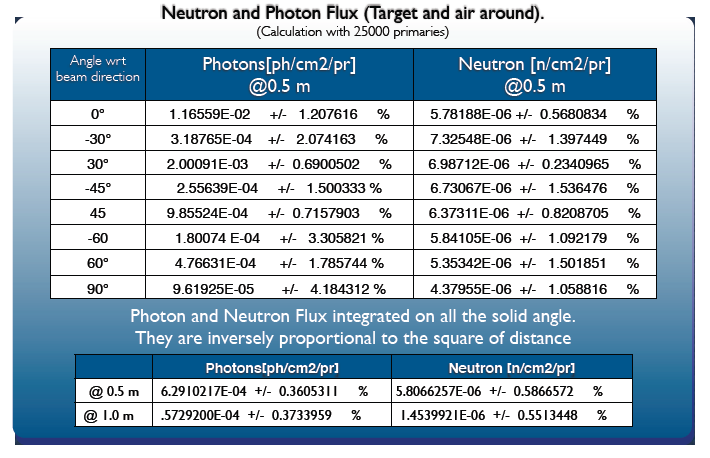 Neutron and Photon Flux (Target and air around).
(Calculation with 25000 primaries)
Angle wrt beam direction Photons[ph/cm2/pr] @0.5 m Neutron [n/cm2/pr] @0.5 m
0° 1.16559E-02 +/- 1.207616 % 5.78188E-06 +/- 0.5680834 %
-30° 3.18765E-04 +/- 2.074163 % 7.32548E-06 +/- 1.397449 %
30° 2.00091E-03 +/- 0.6900502 % 6.98712E-06 +/- 0.2340965 %
-45° 2.55639E-04 +/- 1.500333 % 6.73067E-06 +/- 1.536476 %
45 9.85524E-04 +/- 0.7157903 % 6.37311E-06 +/- 0.8208705 %
-60 1.80074 E-04 +/- 3.305821 % 5.84105E-06 +/- 1.092179 %
60° 4.76631E-04 +/- 1.785744 % 5.35342E-06 +/- 1.501851 %
90° 9.61925E-05 +/- 4.184312 % 4.37955E-06 +/- 1.058816 %
Photon and Neutron Flux integrated on all the solid angle.
They are inversely proportional to the square of distance
Photons[ph/cm2/pr] Neutron [n/cm2/pr]
@ 0.5 m 6.2910217E-04 +/- 0.3605311 % 5.8066257E-06 +/- 0.5866572 %
@ 1.0 m .5729200E-04 +/- 0.3733959 % 1.4539921E-06 +/- 0.5513448 %